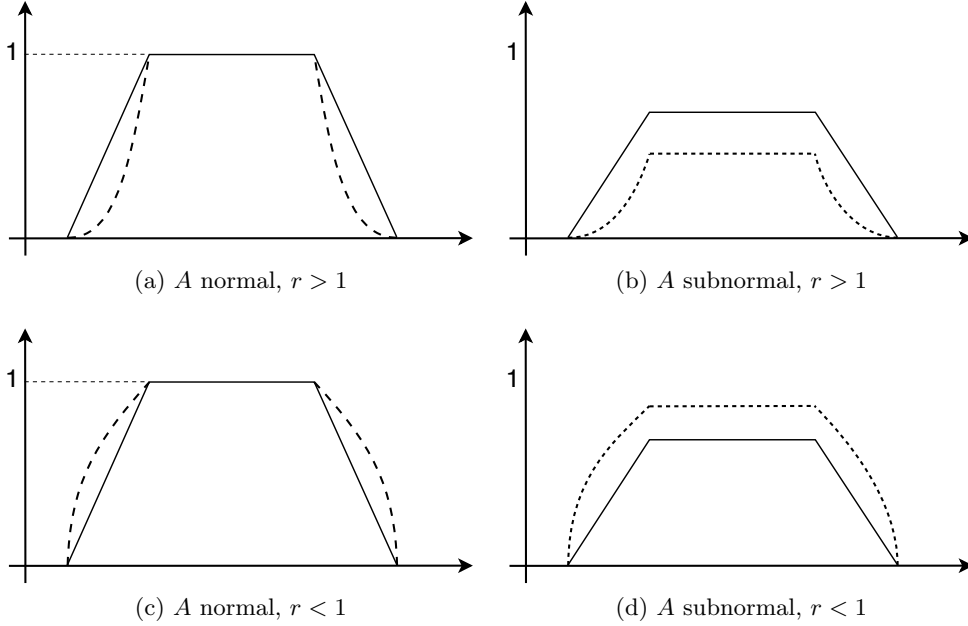 1
1
(a) A normal, r > 1
(b) A subnormal, r > 1
1
1
(c) A normal, r < 1
(d) A subnormal, r < 1